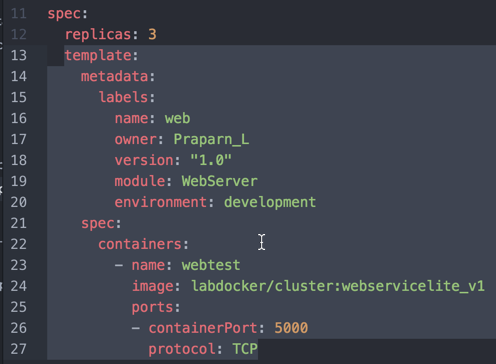 11 spec:
12   replicas: 3
13   template:
14     metadata:
15       labels:
16         name: web
17         owner: Praparn_L
18         version: "1.0"
19         module: WebServer
20         environment: development
21     spec:
22       containers:
23         - name: webtest
24           image: labdocker/cluster:webservicelite_v1
25           ports:
26           - containerPort: 5000
27             protocol: TCP